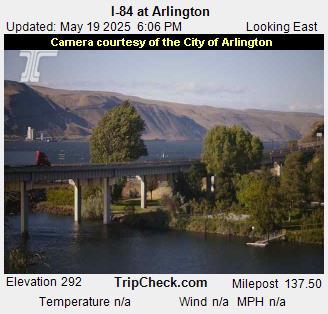 I-84 at Arlington
Updated: May 19 2025 6:06 PM Looking East
Camera courtesy of the City of Arlington
Elevation 292 TripCheck.com Milepost 137.50
Temperature n/a Wind n/a MPH n/a